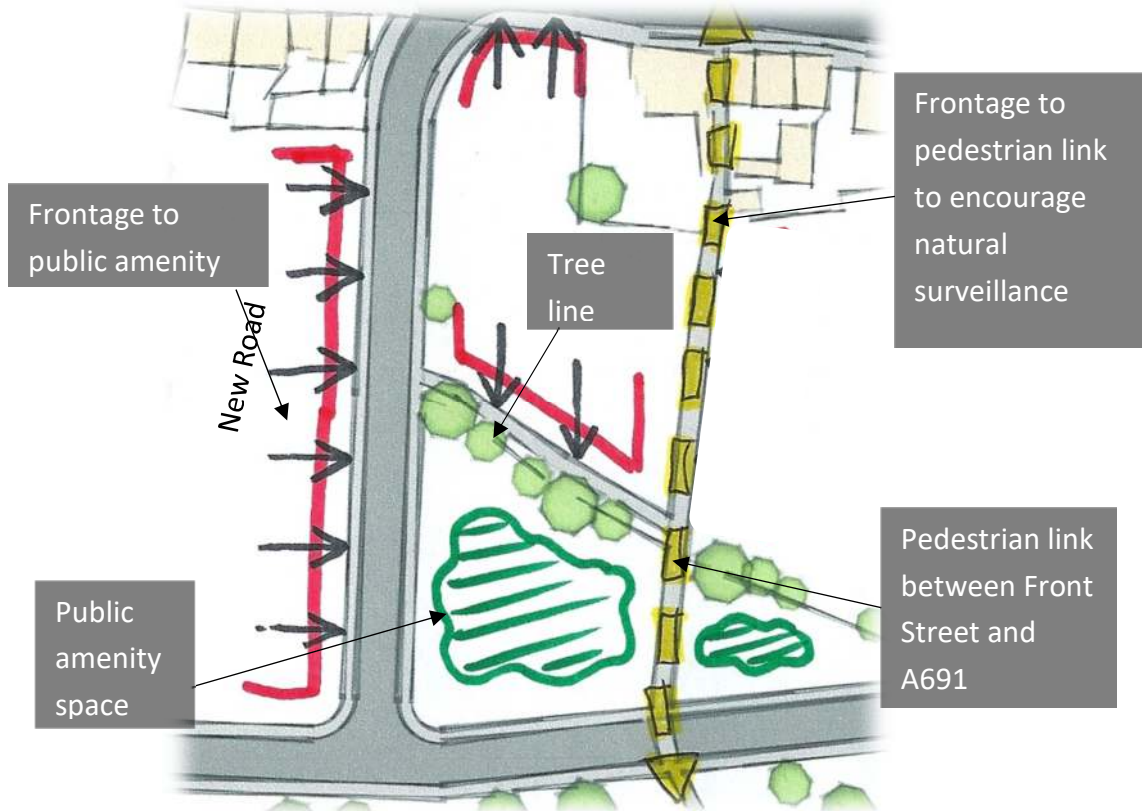 Frontage to
pedestrian link
to encourage
natural
surveillance
Frontage to
public amenity
New Road
Tree
line
Public
amenity
space
Pedestrian link
between Front
Street and
A691